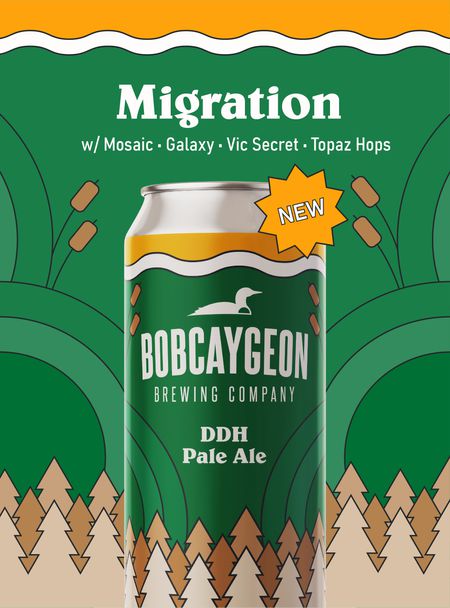 Migration
w/ Mosaic · Galaxy · Vic Secret · Topaz Hops
NEW
BOBCAYGEON
BREWING COMPANY
DDH
Pale Ale